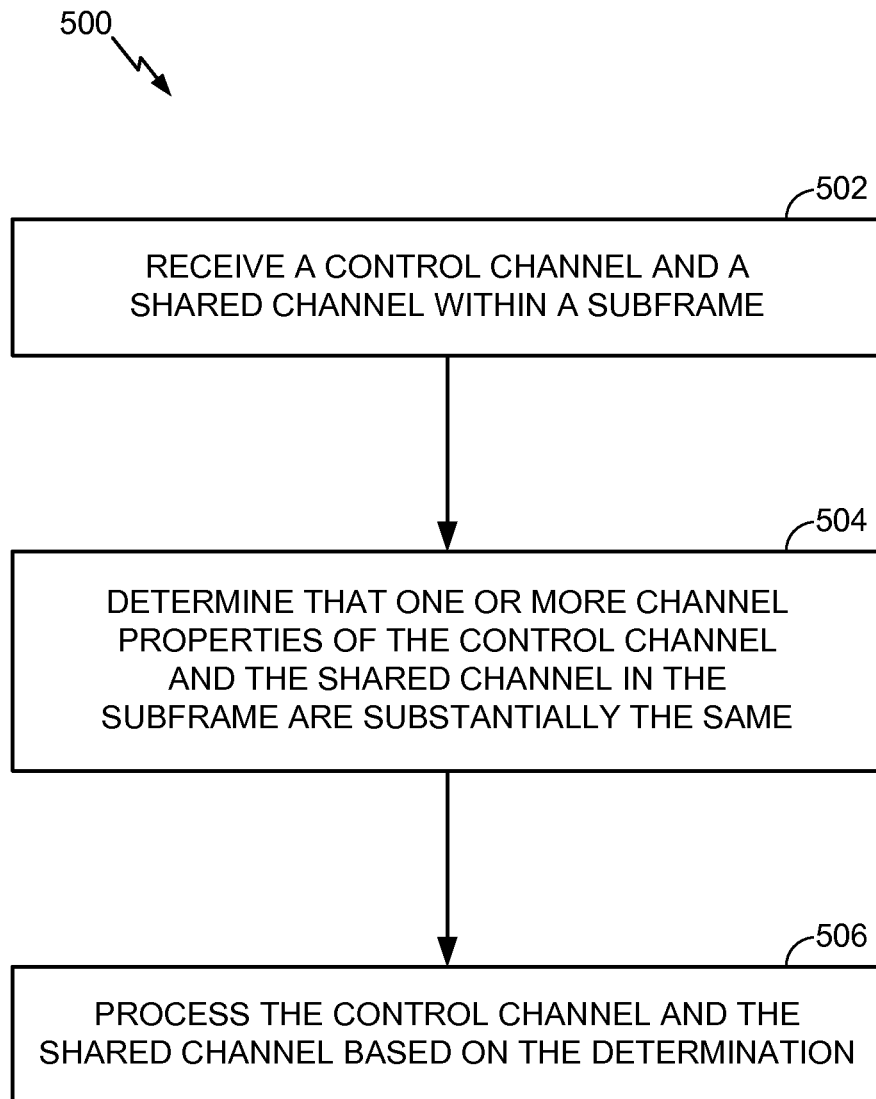 500
502
RECEIVE A CONTROL CHANNEL AND A
SHARED CHANNEL WITHIN A SUBFRAME
504
DETERMINE THAT ONE OR MORE CHANNEL
PROPERTIES OF THE CONTROL CHANNEL
AND THE SHARED CHANNEL IN THE
SUBFRAME ARE SUBSTANTIALLY THE SAME
506
PROCESS THE CONTROL CHANNEL AND THE
SHARED CHANNEL BASED ON THE DETERMINATION